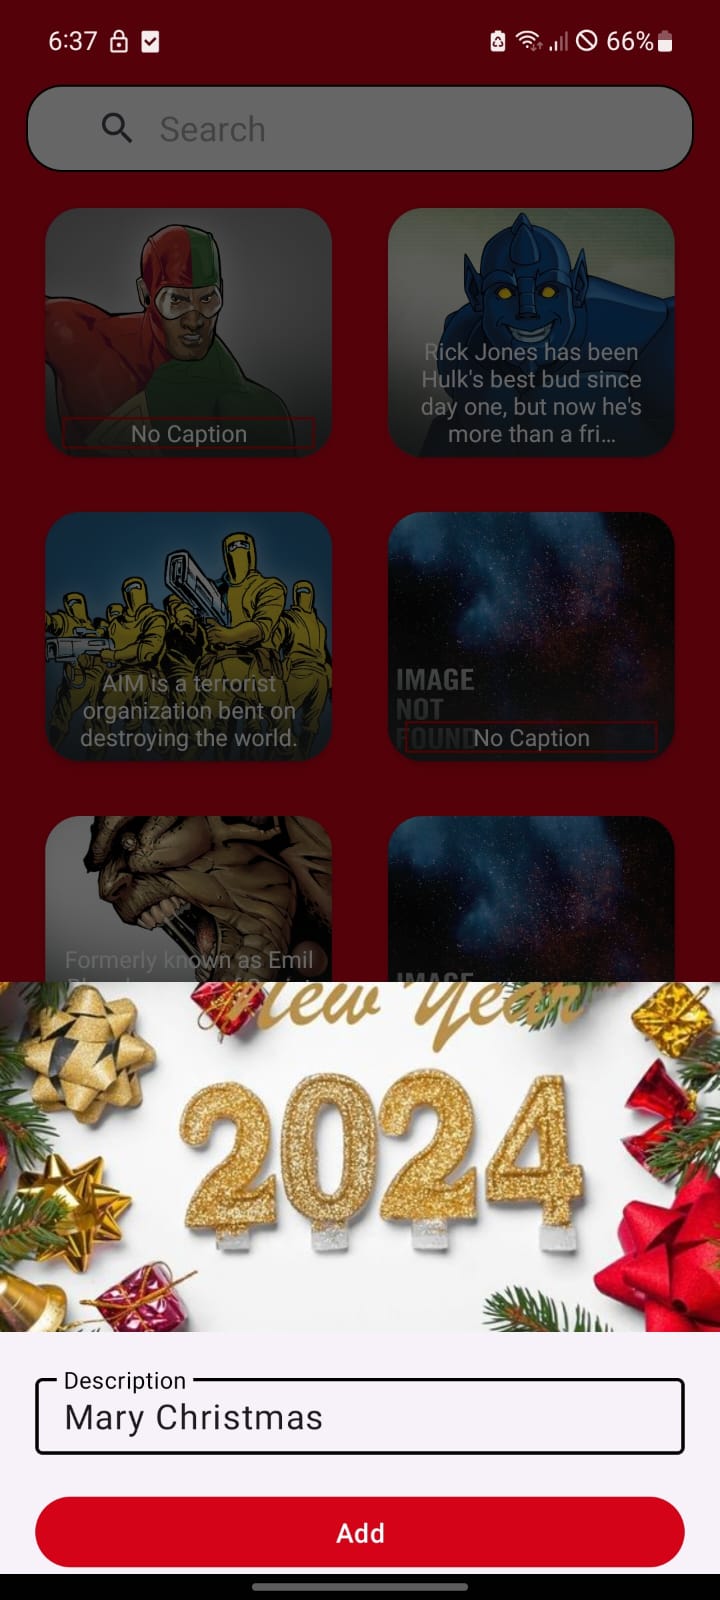 6:37
66%
Search
No Caption
Rick Jones has been
Hulk's best bud since
day one, but now he's
more than a fri...
AIM is a terrorist
organization bent on
destroying the world.
IMAGE
NOT
FOUND
No Caption
Formerly known as Emil
IMAGE
New Year
2024
Description
Mary Christmas
Add